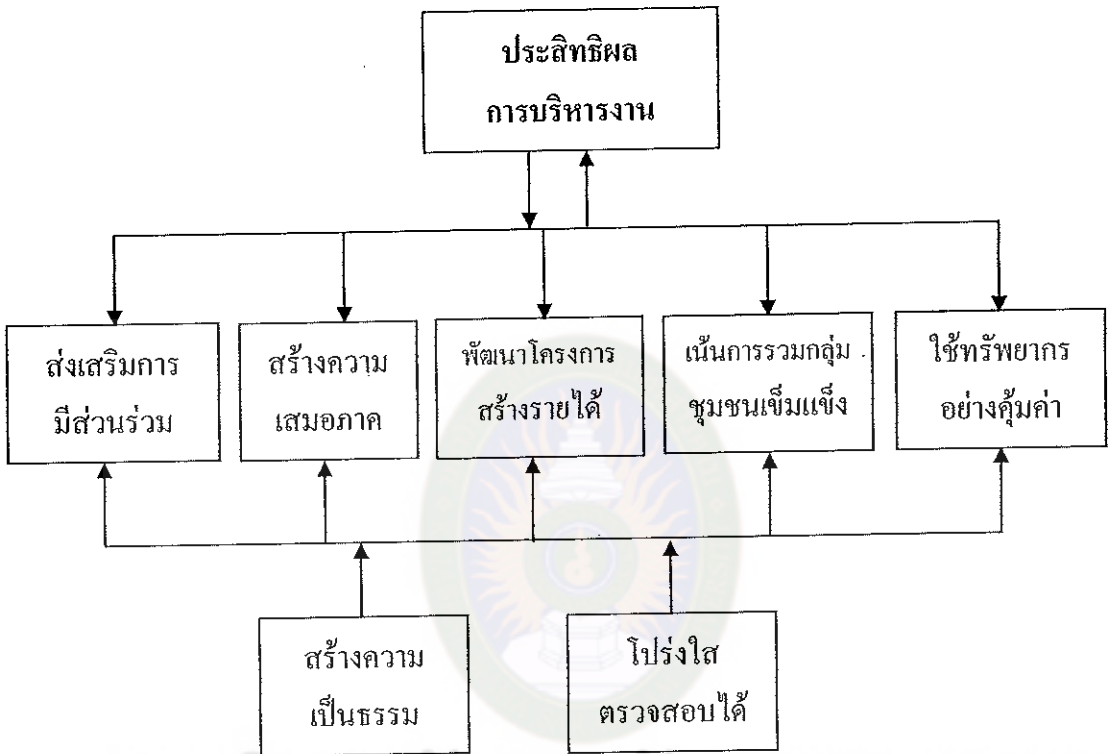 ประสิทธิผล
การบริหารงาน
ส่งเสริมการ
มีส่วนร่วม
สร้างความ
เสมอภาค
พัฒนาโครงการ
สร้างรายได้
เน้นการรวมกลุ่ม
ชุมชนเข้มแข็ง
ใช้ทรัพยากร
อย่างคุ้มค่า
สร้างความ
เป็นธรรม
โปร่งใส
ตรวจสอบได้